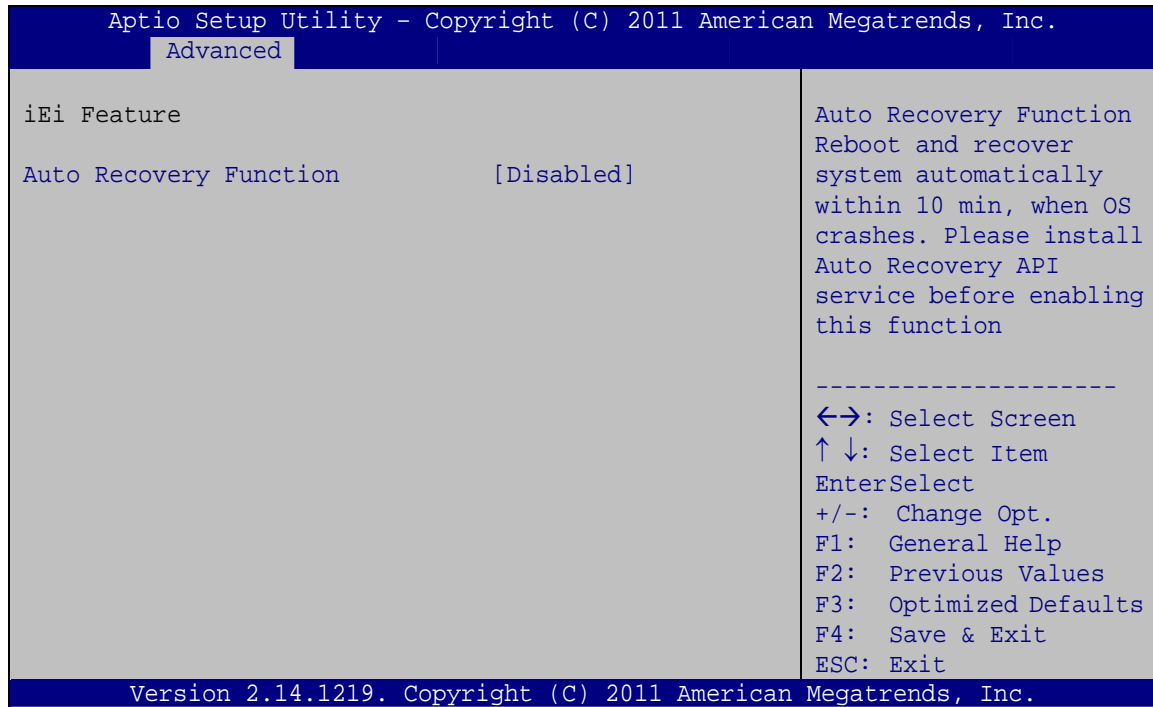 Aptio Setup Utility – Copyright (C) 2011 American Megatrends, Inc.
Advanced
iEi Feature
Auto Recovery Function [Disabled]
Auto Recovery Function
Reboot and recover
system automatically
within 10 min, when OS
crashes. Please install
Auto Recovery API
service before enabling
this function
---------------------
←→: Select Screen
↑ ↓: Select Item
EnterSelect
+/-: Change Opt.
F1: General Help
F2: Previous Values
F3: Optimized Defaults
F4: Save & Exit
ESC: Exit
Version 2.14.1219. Copyright (C) 2011 American Megatrends, Inc.